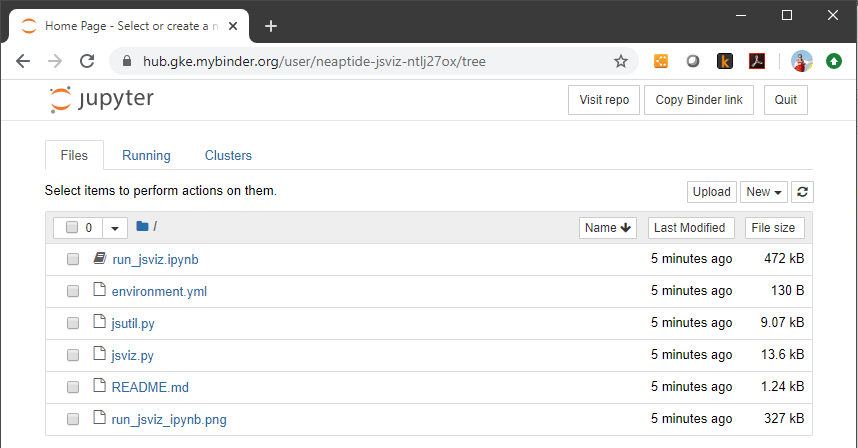 Home Page - Select or create a n
hub.gke.mybinder.org/user/neaptide-jsviz-ntlj27ox/tree
jupyter
Visit repo
Copy Binder link
Quit
Files
Running
Clusters
Select items to perform actions on them.
Upload
New
0
/
Name
Last Modified
File size
run_jsviz.ipynb 5 minutes ago 472 kB
environment.yml 5 minutes ago 130 B
jsutil.py 5 minutes ago 9.07 kB
jsviz.py 5 minutes ago 13.6 kB
README.md 5 minutes ago 1.24 kB
run_jsviz_ipynb.png 5 minutes ago 327 kB